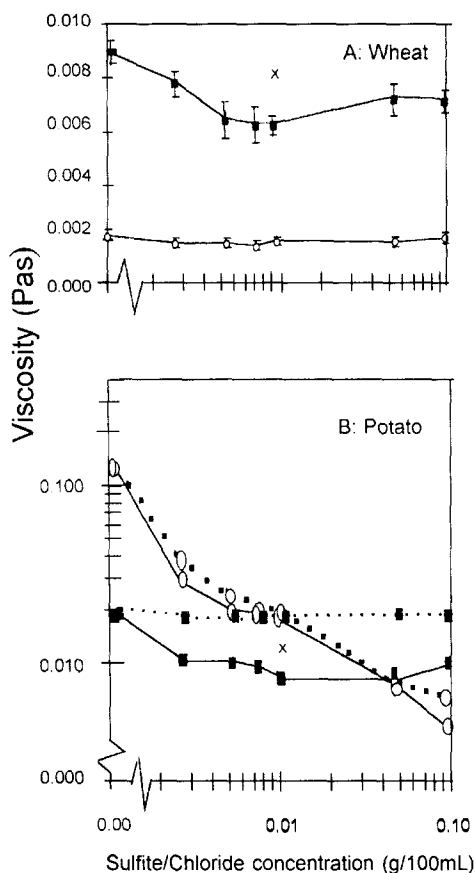 0.010
A: Wheat
x
0.008
0.006
0.004
0.002
0.000
Viscosity (Pas)
B: Potato
0.100
x
0.010
0.000
0.00
0.01
0.10
Sulfite/Chloride concentration (g/100mL)